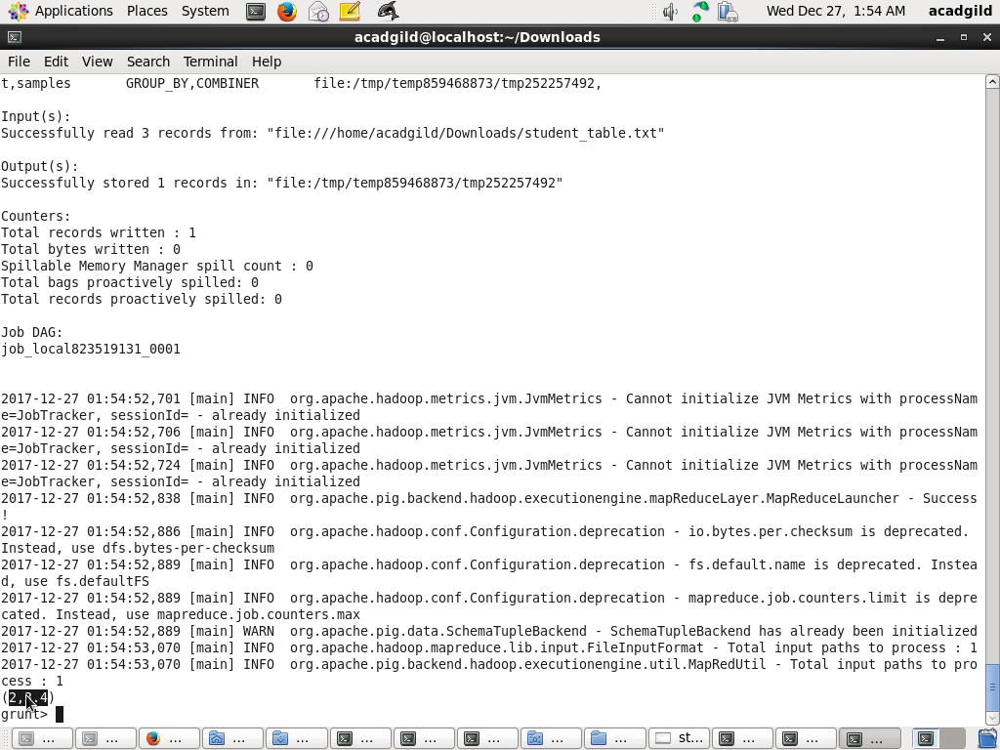 Applications Places System Wed Dec 27, 1:54 AM acadgild
acadgild@localhost:~/Downloads
File Edit View Search Terminal Help
t,samples GROUP_BY,COMBINER file:/tmp/temp859468873/tmp252257492,
Input(s):
Successfully read 3 records from: "file:///home/acadgild/Downloads/student_table.txt"
Output(s):
Successfully stored 1 records in: "file:/tmp/temp859468873/tmp252257492"
Counters:
Total records written : 1
Total bytes written : 0
Spillable Memory Manager spill count : 0
Total bags proactively spilled: 0
Total records proactively spilled: 0
Job DAG:
job_local823519131_0001
2017-12-27 01:54:52,701 [main] INFO org.apache.hadoop.metrics.jvm.JvmMetrics - Cannot initialize JVM Metrics with processNam
e=JobTracker, sessionId= - already initialized
2017-12-27 01:54:52,706 [main] INFO org.apache.hadoop.metrics.jvm.JvmMetrics - Cannot initialize JVM Metrics with processNam
e=JobTracker, sessionId= - already initialized
2017-12-27 01:54:52,724 [main] INFO org.apache.hadoop.metrics.jvm.JvmMetrics - Cannot initialize JVM Metrics with processNam
e=JobTracker, sessionId= - already initialized
2017-12-27 01:54:52,838 [main] INFO org.apache.pig.backend.hadoop.executionengine.mapReduceLayer.MapReduceLauncher - Success
!
2017-12-27 01:54:52,886 [main] INFO org.apache.hadoop.conf.Configuration.deprecation - io.bytes.per.checksum is deprecated.
Instead, use dfs.bytes-per-checksum
2017-12-27 01:54:52,889 [main] INFO org.apache.hadoop.conf.Configuration.deprecation - fs.default.name is deprecated. Instea
d, use fs.defaultFS
2017-12-27 01:54:52,889 [main] INFO org.apache.hadoop.conf.Configuration.deprecation - mapreduce.job.counters.limit is depre
cated. Instead, use mapreduce.job.counters.max
2017-12-27 01:54:52,889 [main] WARN org.apache.pig.data.SchemaTupleBackend - SchemaTupleBackend has already been initialized
2017-12-27 01:54:53,070 [main] INFO org.apache.hadoop.mapreduce.lib.input.FileInputFormat - Total input paths to process : 1
2017-12-27 01:54:53,070 [main] INFO org.apache.pig.backend.hadoop.executionengine.util.MapRedUtil - Total input paths to pro
cess : 1
(2,3,4)
grunt>
... ... ... ... ... ... ... ... ... ... st... ... ... ...